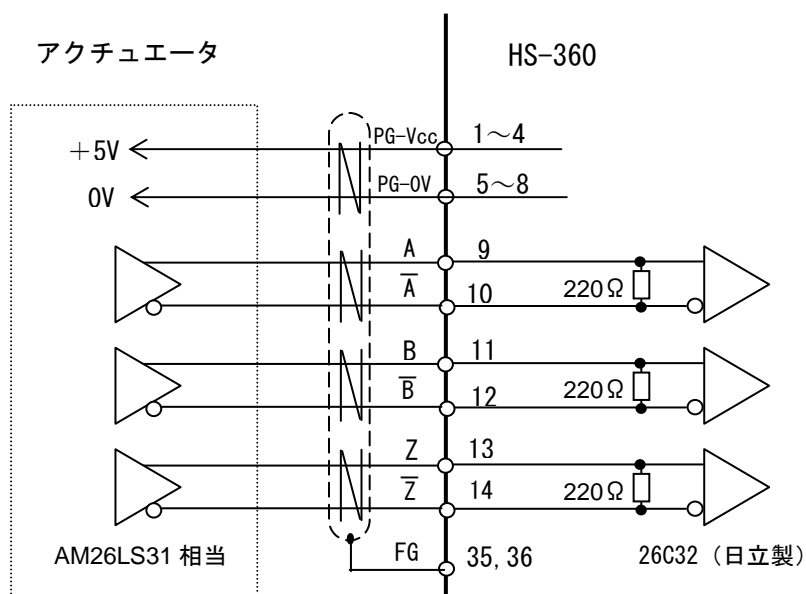 アクチュエータ
HS-360
+5V
PG-Vcc
1～4
0V
PG-0V
5～8
A
9
A̅
10
220Ω
B
11
B̅
12
220Ω
Z
13
Z̅
14
220Ω
AM26LS31 相当
FG
35, 36
26C32（日立製）